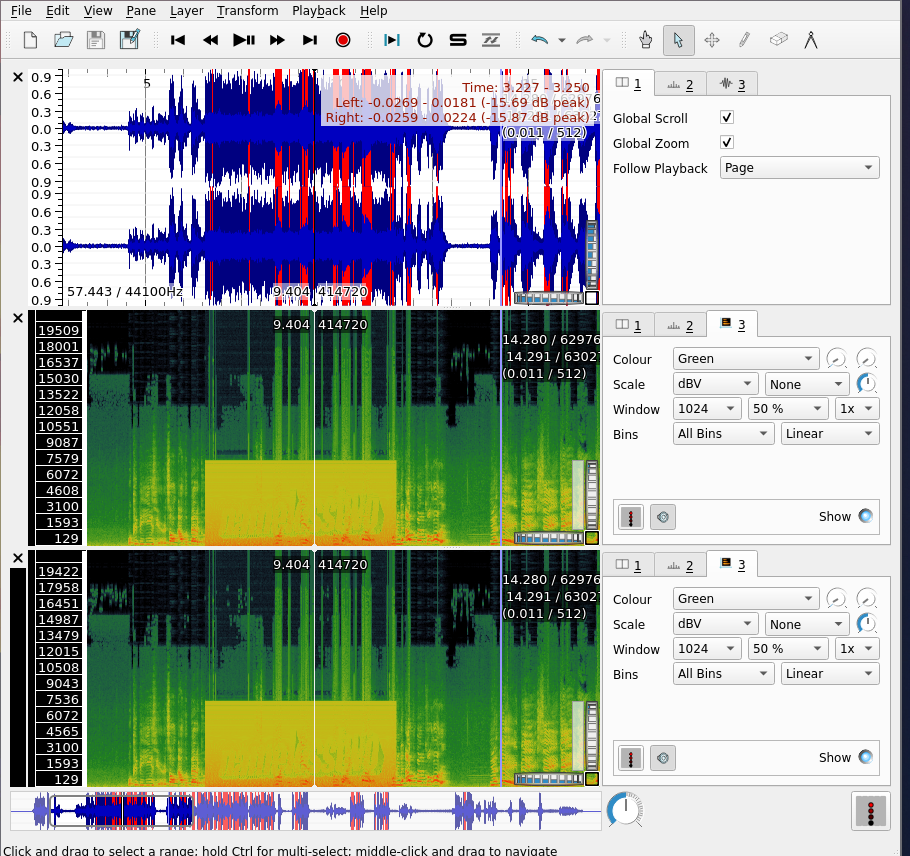 File Edit View Pane Layer Transform Playback Help
0.9
0.6
0.3
0.0
0.3
0.6
0.9
0.9
0.6
0.3
0.0
0.3
0.6
0.9
5
Time: 3.227 - 3.250
Left: -0.0269 - 0.0181 (-15.69 dB peak)
Right: -0.0259 - 0.0224 (-15.87 dB peak)
(0.011 / 512)
57.443 / 44100Hz
9.404 414720
1 2 3
Global Scroll
Global Zoom
Follow Playback Page
19509
18001
16537
15030
13522
12058
10551
9087
7579
6072
4608
3100
1593
129
9.404 414720
14.280 / 62976
14.291 / 6302
(0.011 / 512)
1 2 3
Colour Green
Scale dBV None
Window 1024 50 % 1x
Bins All Bins Linear
Show
19422
17958
16451
14987
13479
12015
10508
9043
7536
6072
4565
3100
1593
129
9.404 414720
14.280 / 62976
14.291 / 6302
(0.011 / 512)
1 2 3
Colour Green
Scale dBV None
Window 1024 50 % 1x
Bins All Bins Linear
Show
Click and drag to select a range; hold Ctrl for multi-select; middle-click and drag to navigate